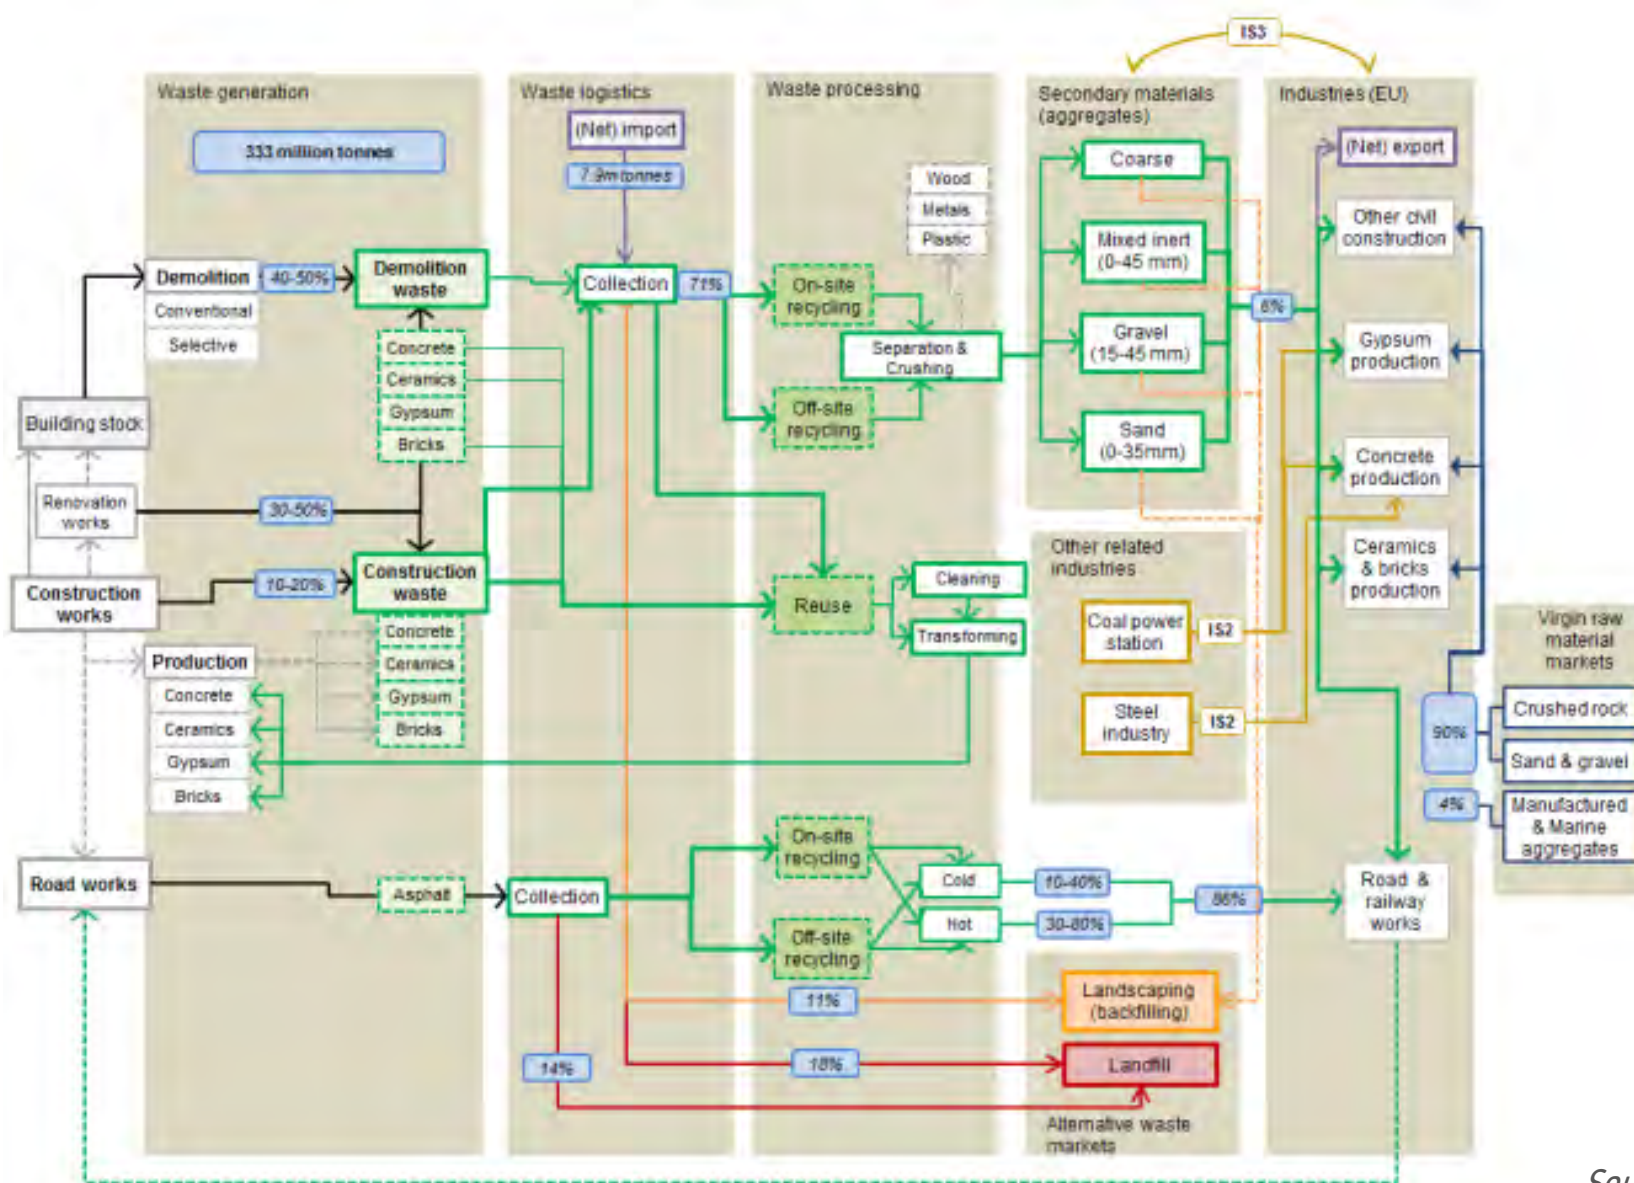 IS3
Waste generation
Waste logistics
Waste processing
Secondary materials
(aggregates)
Industries (EU)
333 million tonnes
(Net) import
7.9m tonnes
(Net) export
Wood
Metals
Plastic
Coarse
Mixed inert
(0-45 mm)
Gravel
(15-45 mm)
Sand
(0-35mm)
6%
Other civil
construction
Gypsum
production
Concrete
production
Ceramics
& bricks
production
Demolition
Conventional
Selective
40-50%
Demolition
waste
Concrete
Ceramics
Gypsum
Bricks
Collection
71%
On-site
recycling
Off-site
recycling
Separation &
Crushing
Building stock
Renovation
works
30-50%
Construction
works
10-20%
Construction
waste
Concrete
Ceramics
Gypsum
Bricks
Production
Concrete
Ceramics
Gypsum
Bricks
Reuse
Cleaning
Transforming
Other related
industries
Coal power
station
IS2
Steel
industry
IS2
Virgin raw
material
markets
90%
Crushed rock
Sand & gravel
4%
Manufactured
& Marine
aggregates
Road works
Asphalt
Collection
On-site
recycling
Off-site
recycling
Cold
Hot
10-40%
30-80%
86%
Road &
railway
works
11%
Landscaping
(backfilling)
18%
Landfill
14%
Alternative waste
markets